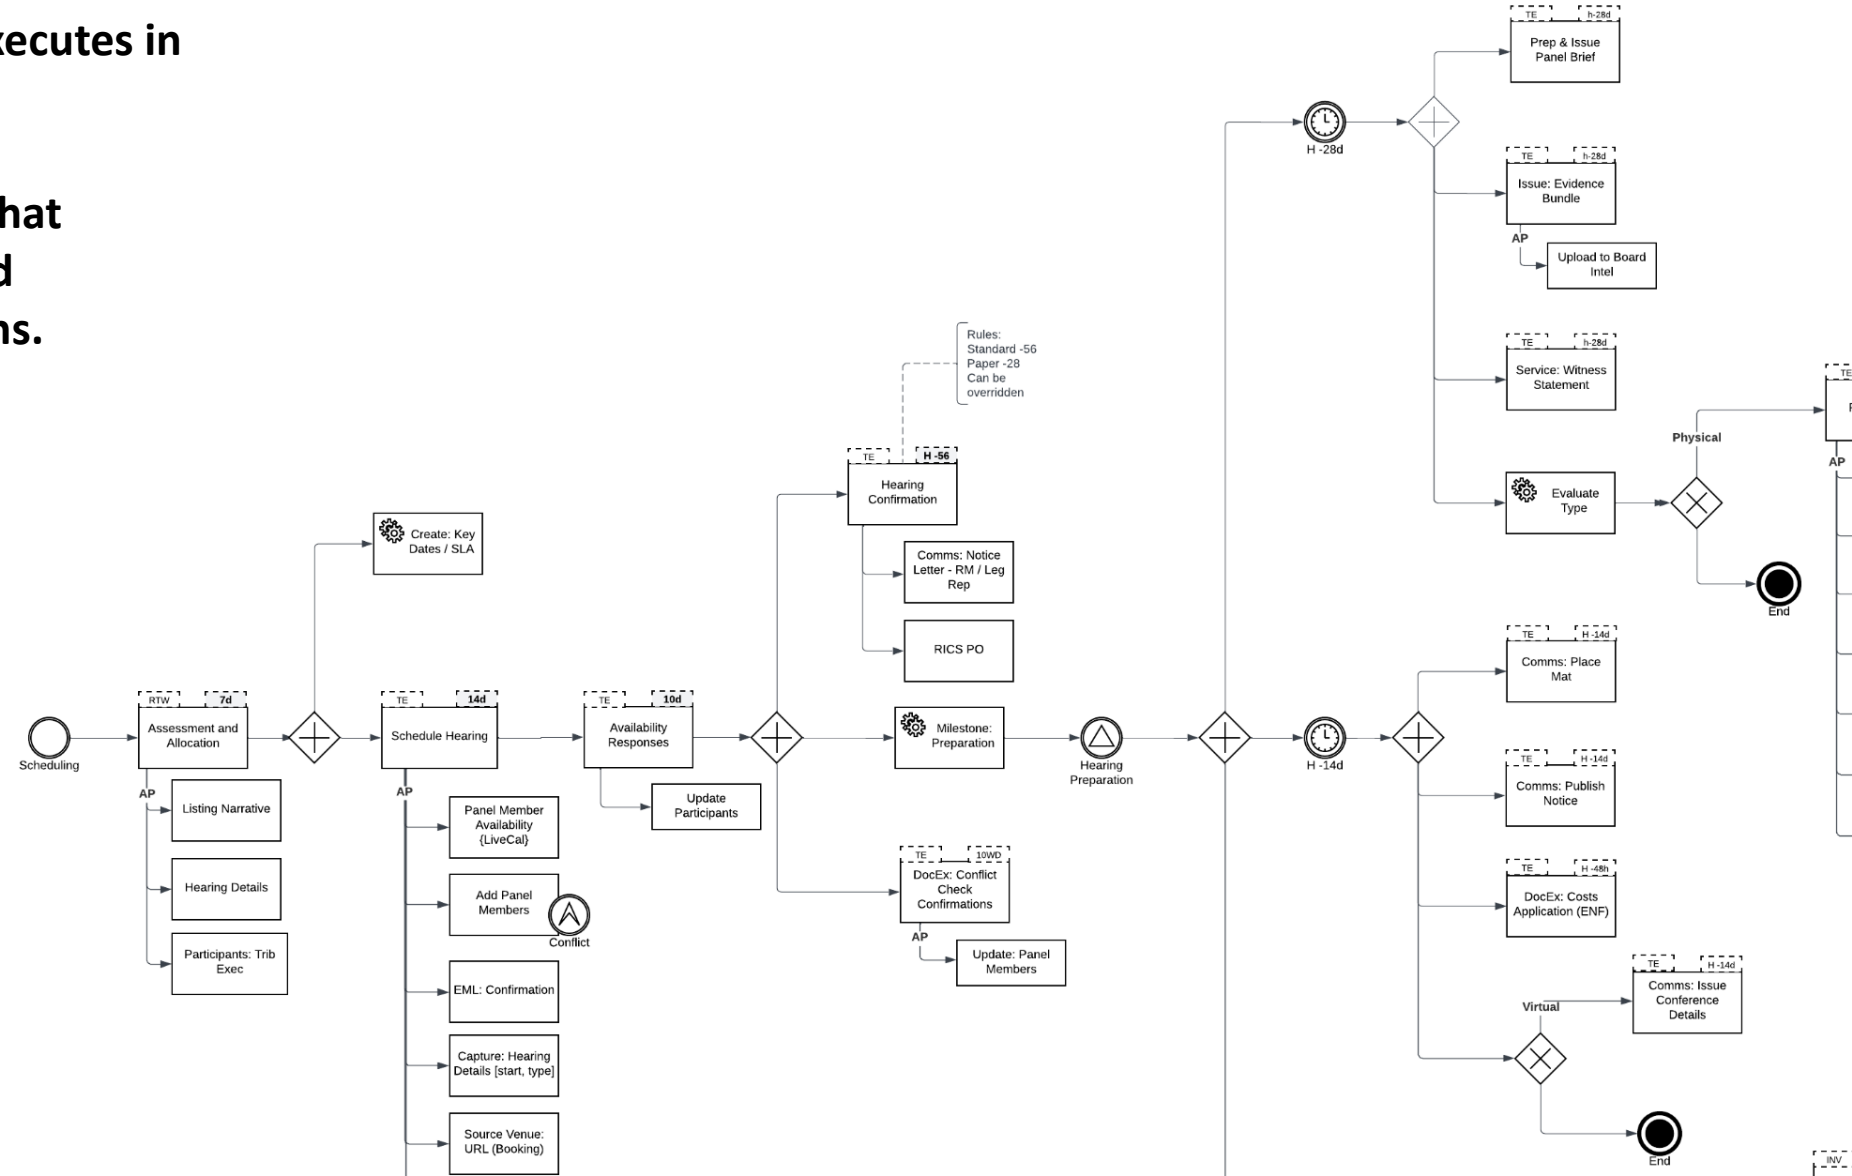 xecutes in
hat
d
ns.
TE
h-28d
Prep & Issue
Panel Brief
H -28d
TE
h-28d
Issue: Evidence
Bundle
AP
Upload to Board
Intel
Rules:
Standard -56
Paper -28
Can be
overridden
TE
h-28d
Service: Witness
Statement
TE
Physical
AP
TE
H -56
Hearing
Confirmation
Evaluate
Type
End
Create: Key
Dates / SLA
Comms: Notice
Letter - RM / Leg
Rep
RICS PO
TE
H -14d
Comms: Place
Mat
Scheduling
RTW
7d
Assessment and
Allocation
TE
14d
Schedule Hearing
TE
10d
Availability
Responses
Milestone:
Preparation
Hearing
Preparation
H -14d
TE
H -14d
Comms: Publish
Notice
AP
Listing Narrative
Hearing Details
Participants: Trib
Exec
AP
Panel Member
Availability
{LiveCal}
Add Panel
Members
Conflict
EML: Confirmation
Capture: Hearing
Details [start, type]
Source Venue:
URL (Booking)
Update
Participants
TE
10WD
DocEx: Conflict
Check
Confirmations
AP
Update: Panel
Members
TE
H -48h
DocEx: Costs
Application (ENF)
TE
H -14d
Comms: Issue
Conference
Details
Virtual
End
INV